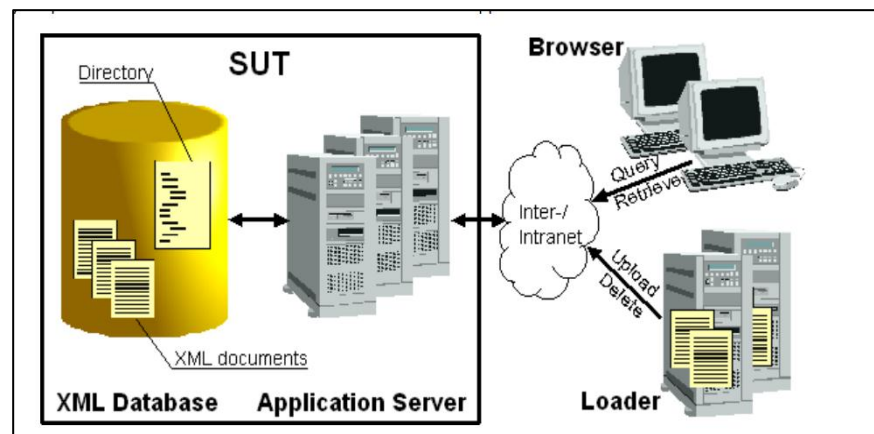 SUT
Directory
XML documents
XML Database
Application Server
Browser
Query
Retrieve
Inter-/
Intranet
Upload
Delete
Loader